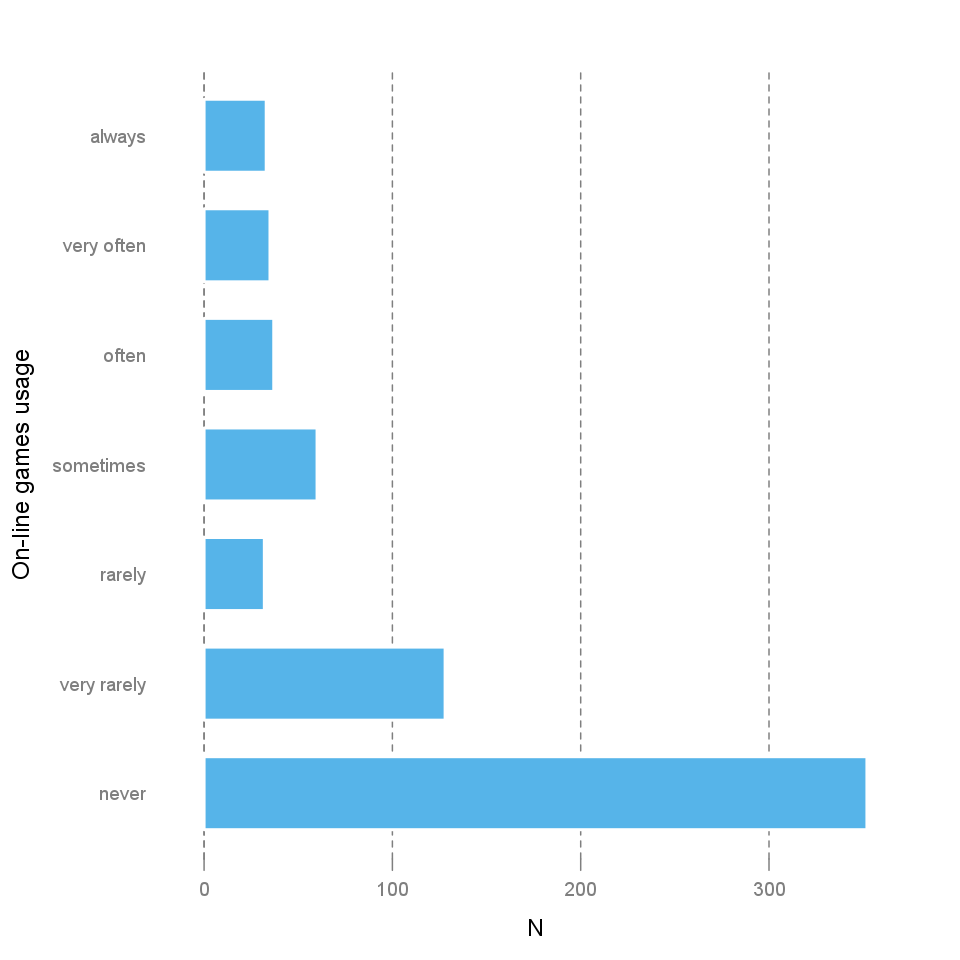 On-line games usage
always
very often
often
sometimes
rarely
very rarely
never
0 100 200 300
N